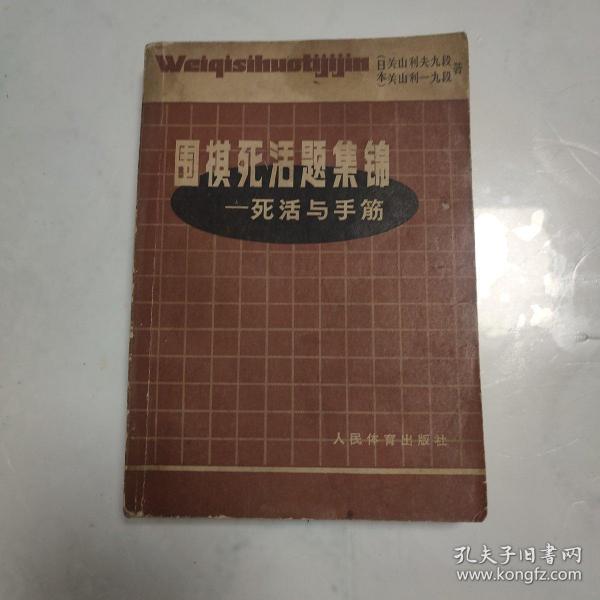 Weiqisihuotijijin
（日本）关山利夫九段
关山利一九段
著
围棋死活题集锦
—死活与手筋
人民体育出版社
孔夫子旧书网
www.kongfz.com